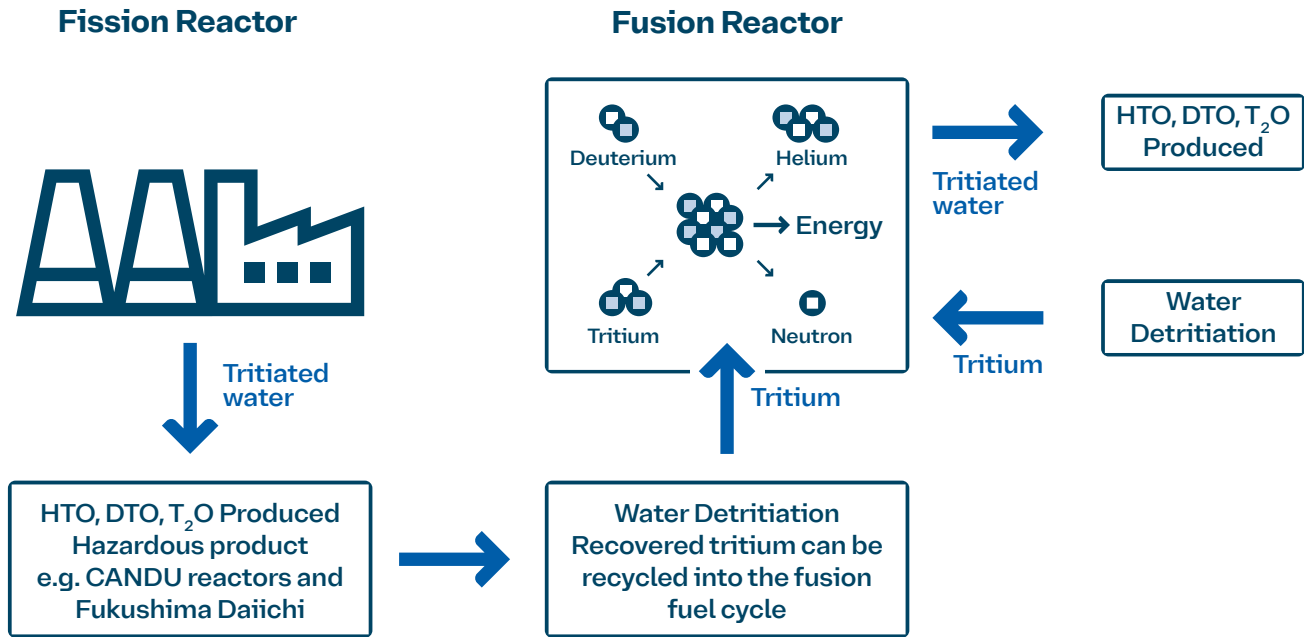 Fission Reactor
Fusion Reactor
Deuterium
Helium
Energy
Tritium
Neutron
Tritiated
water
HTO, DTO, T₂O
Produced
Water
Detritiation
Tritium
Tritiated
water
Tritium
HTO, DTO, T₂O Produced
Hazardous product
e.g. CANDU reactors and
Fukushima Daiichi
Water Detritiation
Recovered tritium can be
recycled into the fusion
fuel cycle